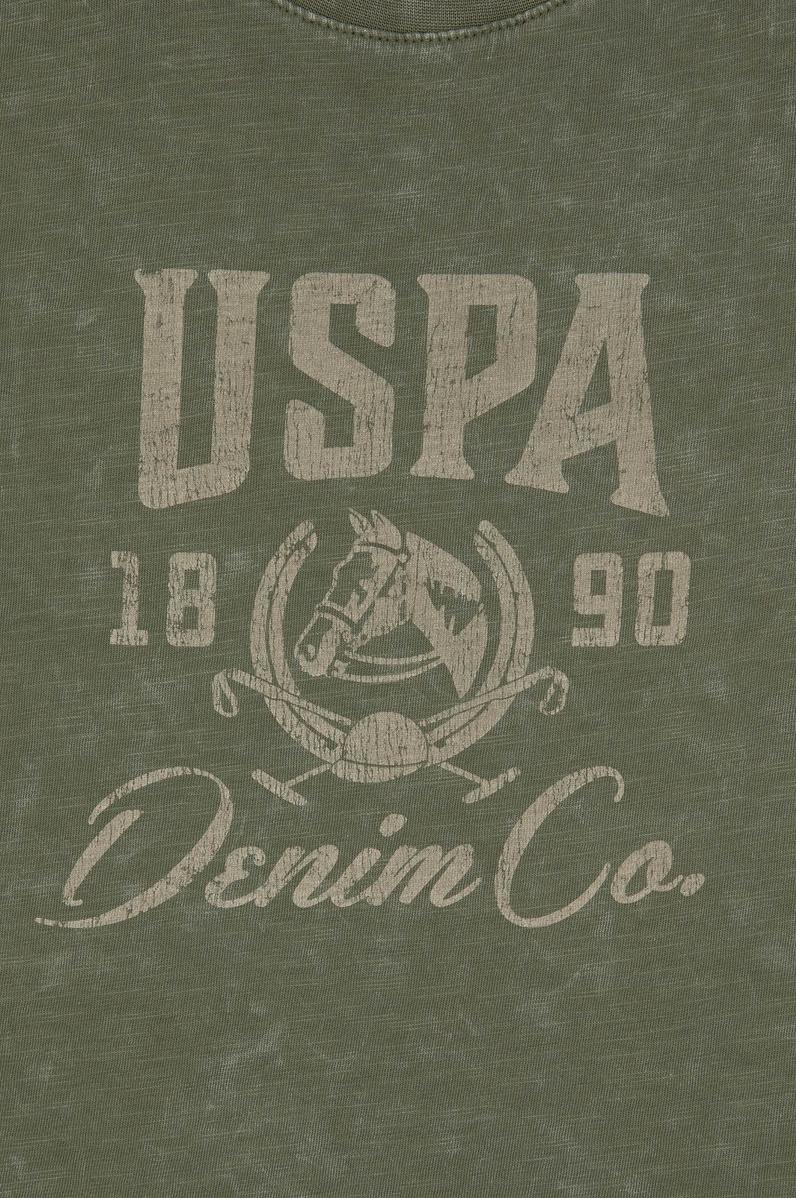 USPA
18 90
Denim Co.